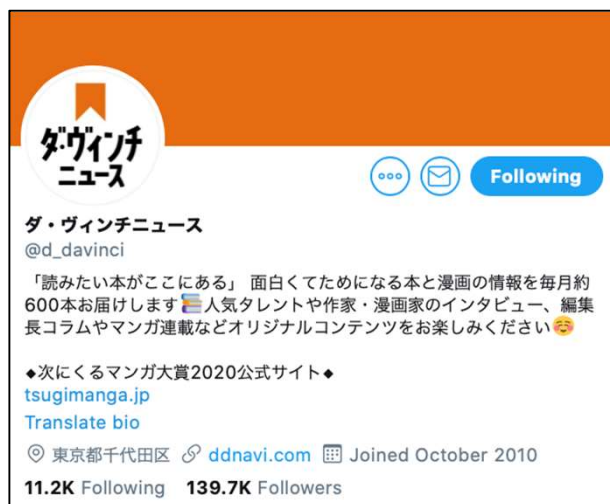 ダ・ヴィンチ
ニュース
Following
ダ・ヴィンチニュース
@d_davinci
「読みたい本がここにある」 面白くてためになる本と漫画の情報を毎月約
600本お届けします📚人気タレントや作家・漫画家のインタビュー、編集
長コラムやマンガ連載などオリジナルコンテンツをお楽しみください☺️
◆次にくるマンガ大賞2020公式サイト◆
tsugimanga.jp
Translate bio
東京都千代田区 ddnavi.com Joined October 2010
11.2K Following 139.7K Followers